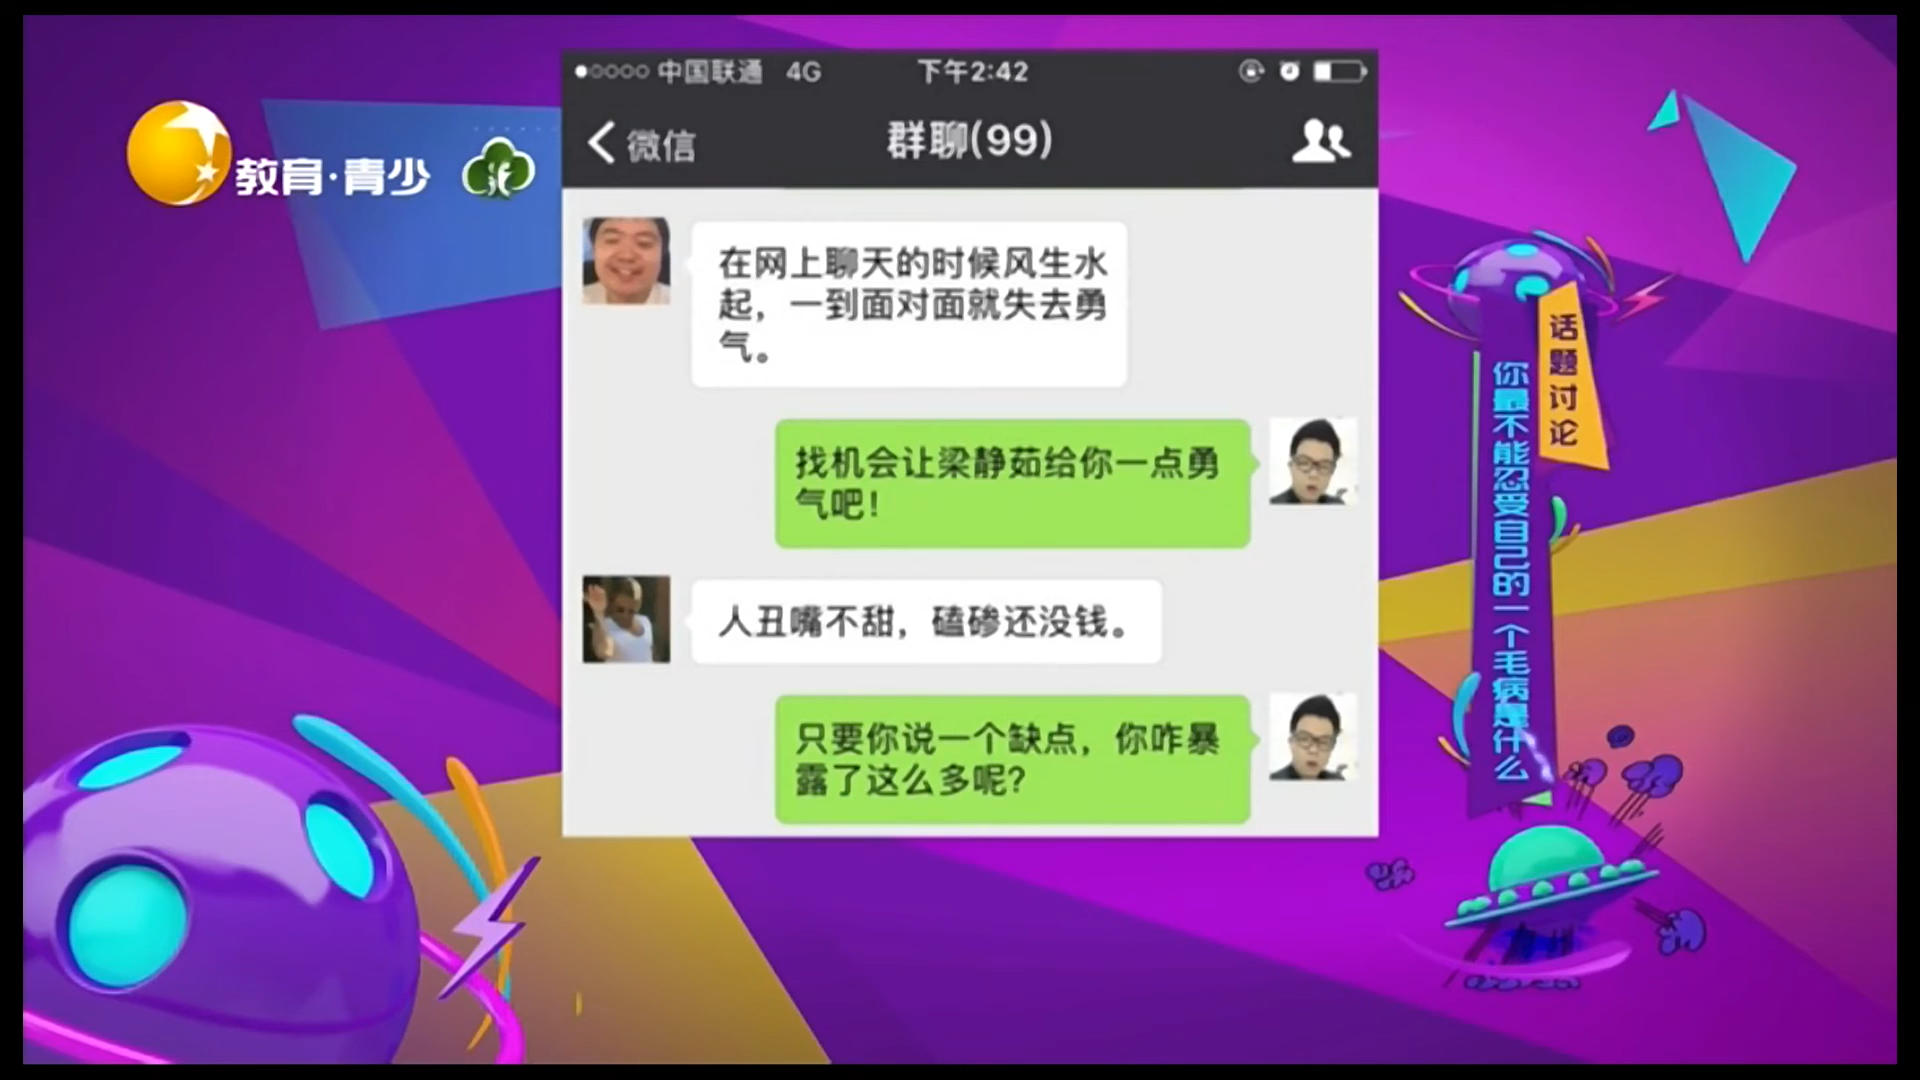 中国联通 4G 下午2:42
微信 群聊(99)
教育·青少
在网上聊天的时候风生水
起，一到面对面就失去勇
气。
找机会让梁静茹给你一点勇
气吧！
人丑嘴不甜，磕碜还没钱。
只要你说一个缺点，你咋暴
露了这么多呢？
话题讨论
你最不能忍受自己的一个毛病是什么